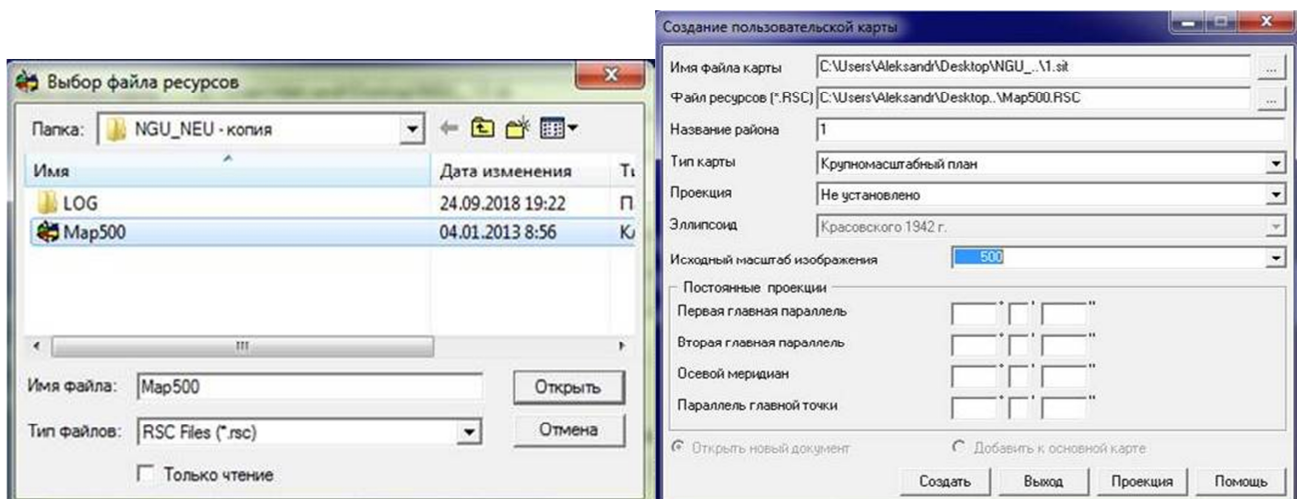 Выбор файла ресурсов
Папка: NGU_NEU - копия
Имя Дата изменения
LOG 24.09.2018 19:22
Map500 04.01.2013 8:56
Имя файла: Map500 Открыть
Тип файлов: RSC Files (*.rsc) Отмена
Только чтение
Создание пользовательской карты
Имя файла карты C:\Users\Aleksandr\Desktop\NGU_..\1.sit ...
Файл ресурсов (*.RSC) C:\Users\Aleksandr\Desktop..\Map500.RSC ...
Название района 1
Тип карты Крупномасштабный план
Проекция Не установлено
Эллипсоид Красовского 1942 г.
Исходный масштаб изображения 500
Постоянные проекции
Первая главная параллель ° ' "
Вторая главная параллель ° ' "
Осевой меридиан ° ' "
Параллель главной точки ° ' "
Открыть новый документ Добавить к основной карте
Создать Выход Проекция Помощь